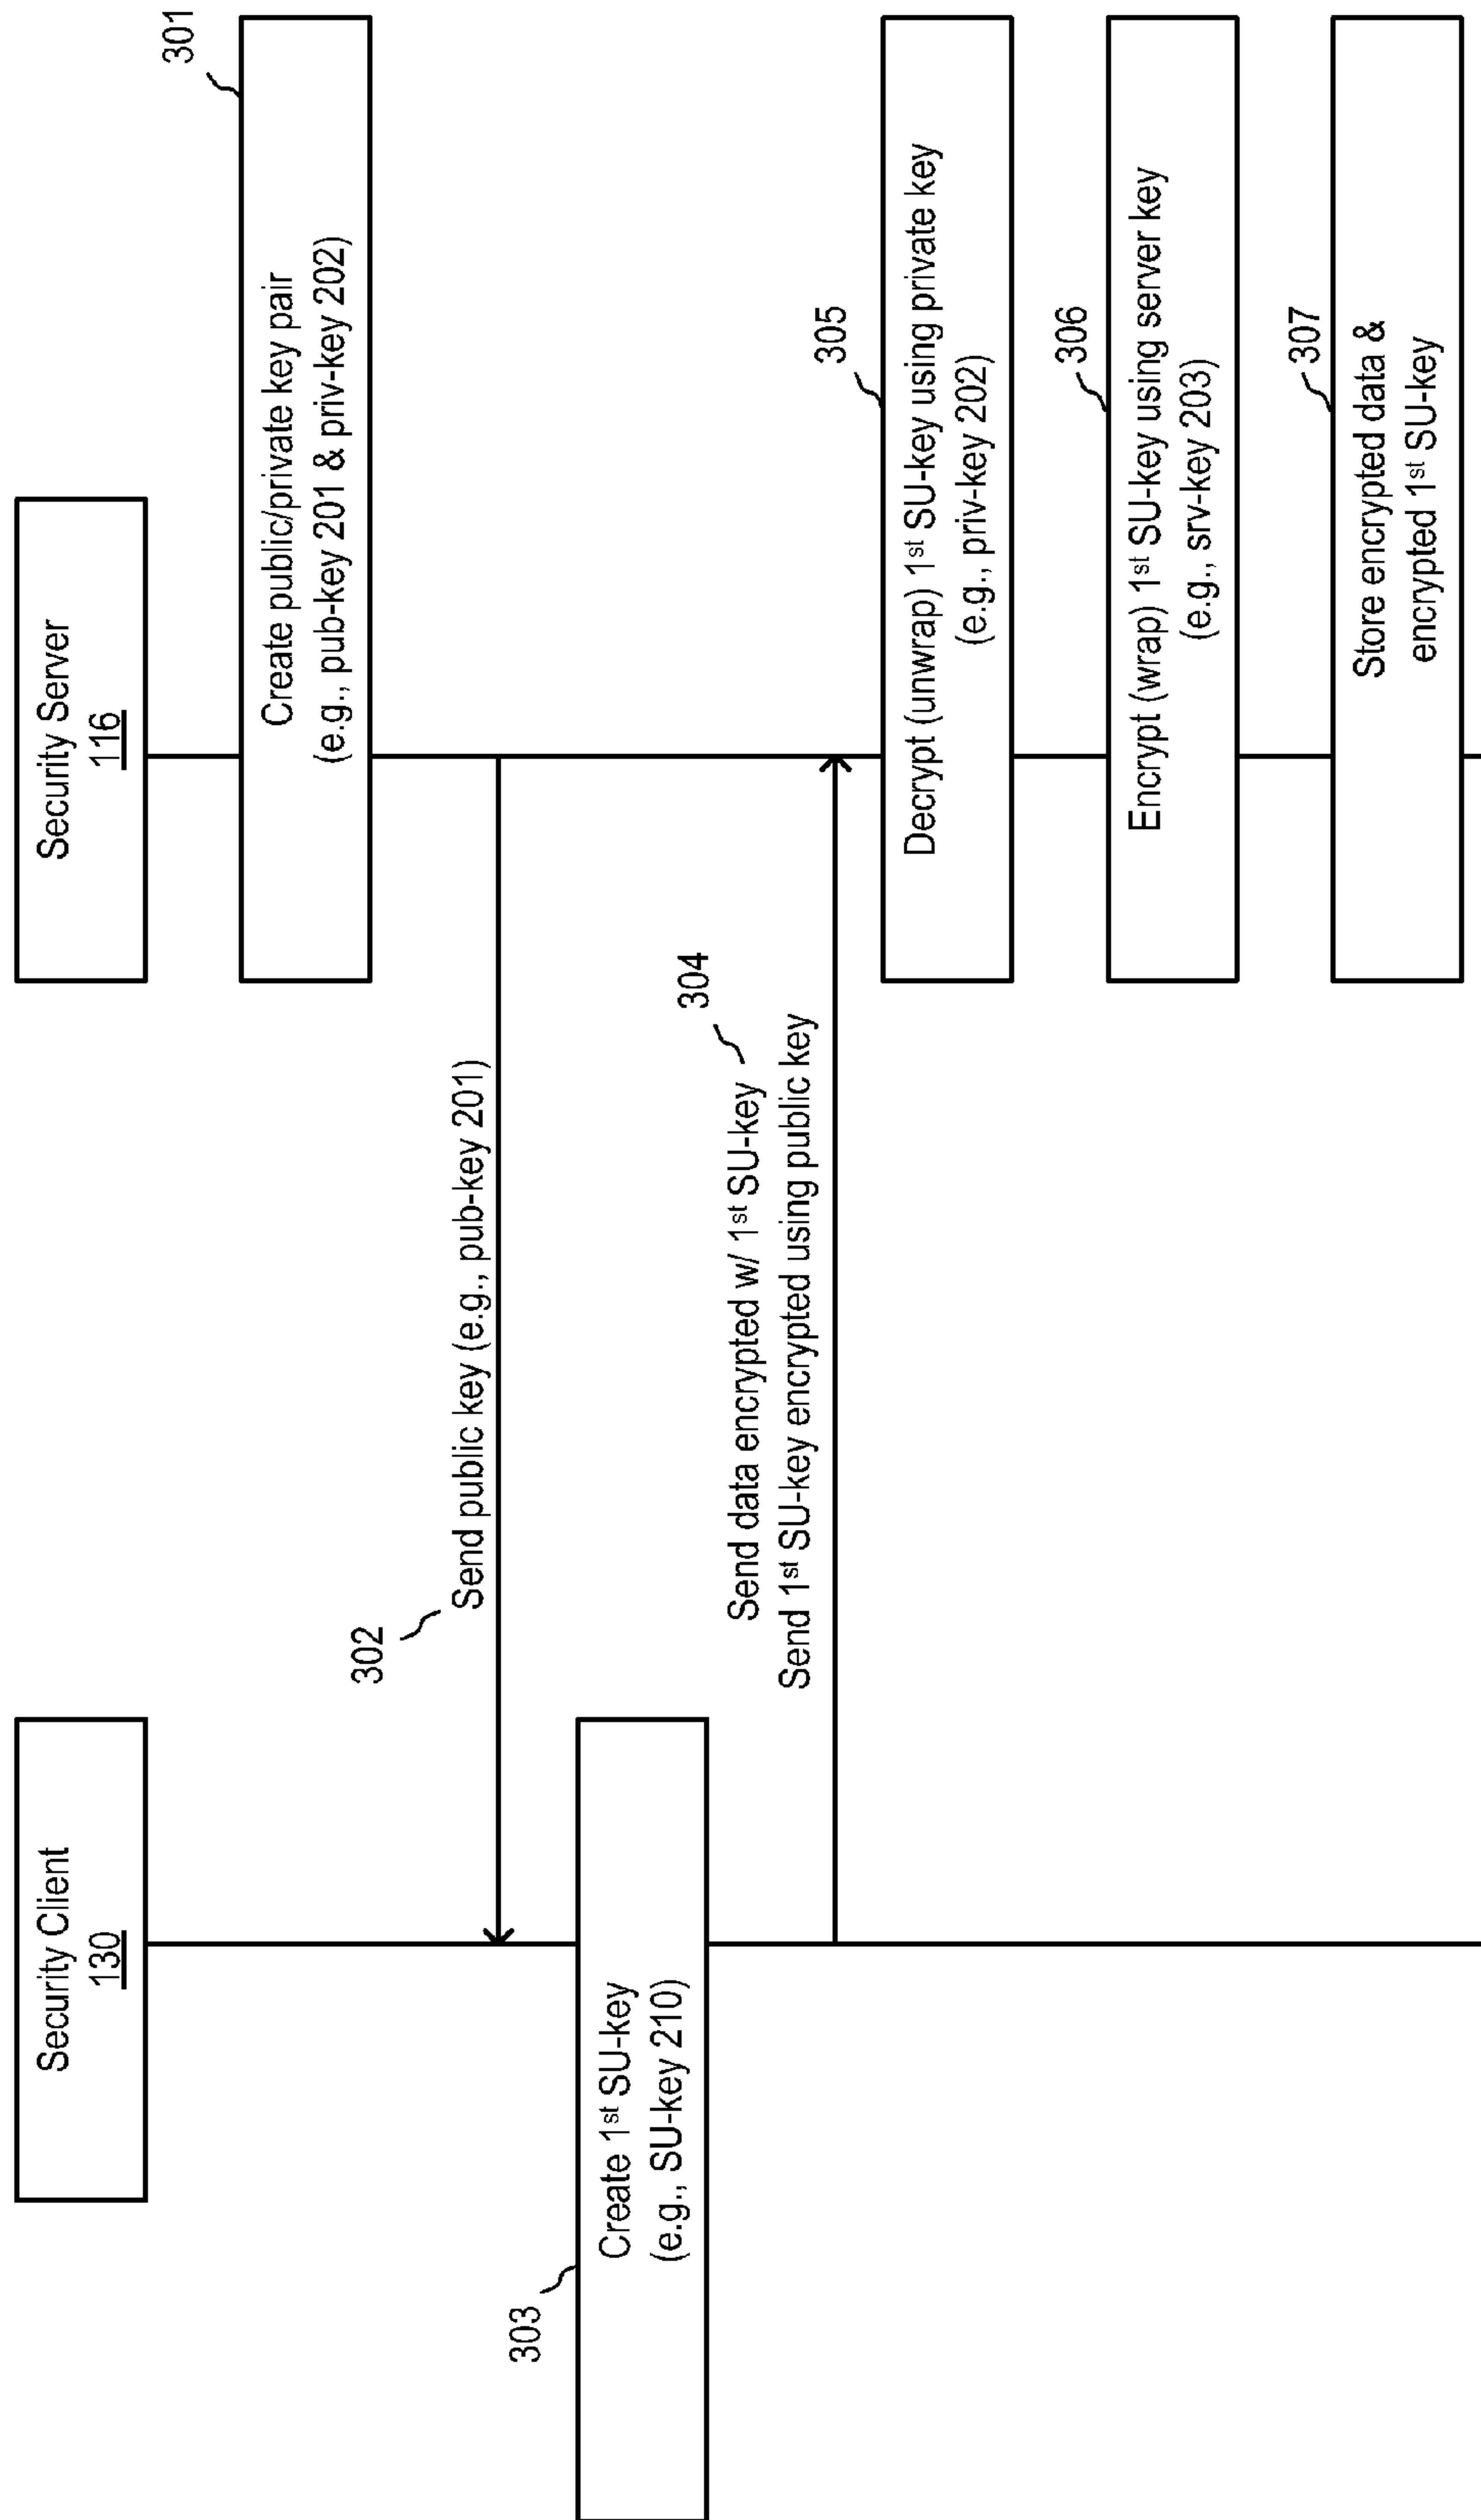 Security Client
130
Security Server
116
301
Create public/private key pair
(e.g., pub-key 201 & priv-key 202)
302
Send public key (e.g., pub-key 201)
303
Create 1st SU-key
(e.g., SU-key 210)
304
Send data encrypted w/ 1st SU-key
Send 1st SU-key encrypted using public key
305
Decrypt (unwrap) 1st SU-key using private key
(e.g., priv-key 202)
306
Encrypt (wrap) 1st SU-key using server key
(e.g., srv-key 203)
307
Store encrypted data &
encrypted 1st SU-key